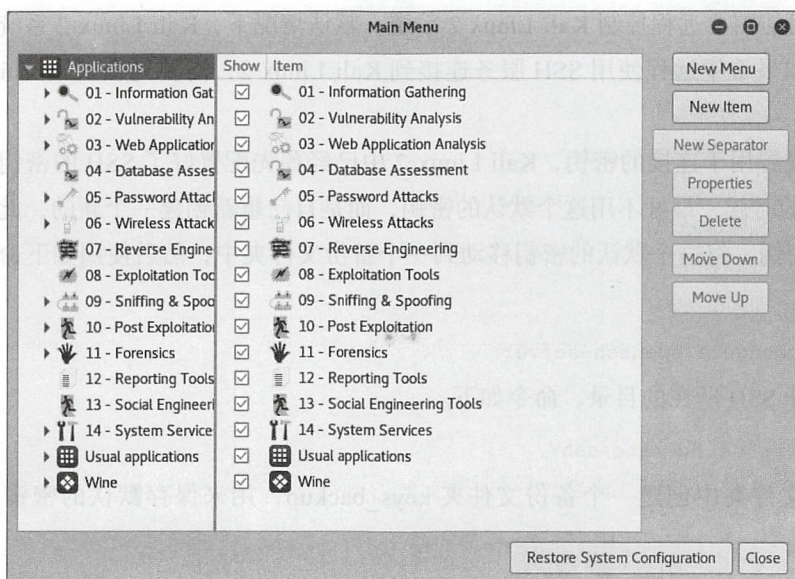 Main Menu
Applications
01 - Information Gat
02 - Vulnerability An
03 - Web Application
04 - Database Asses
05 - Password Attacl
06 - Wireless Attack
07 - Reverse Engine
08 - Exploitation Toc
09 - Sniffing & Spoo
10 - Post Exploitatio
11 - Forensics
12 - Reporting Tools
13 - Social Engineeri
14 - System Service
Usual applications
Wine
Show Item
01 - Information Gathering
02 - Vulnerability Analysis
03 - Web Application Analysis
04 - Database Assessment
05 - Password Attacks
06 - Wireless Attacks
07 - Reverse Engineering
08 - Exploitation Tools
09 - Sniffing & Spoofing
10 - Post Exploitation
11 - Forensics
12 - Reporting Tools
13 - Social Engineering Tools
14 - System Services
Usual applications
Wine
New Menu
New Item
New Separator
Properties
Delete
Move Down
Move Up
Restore System Configuration
Close